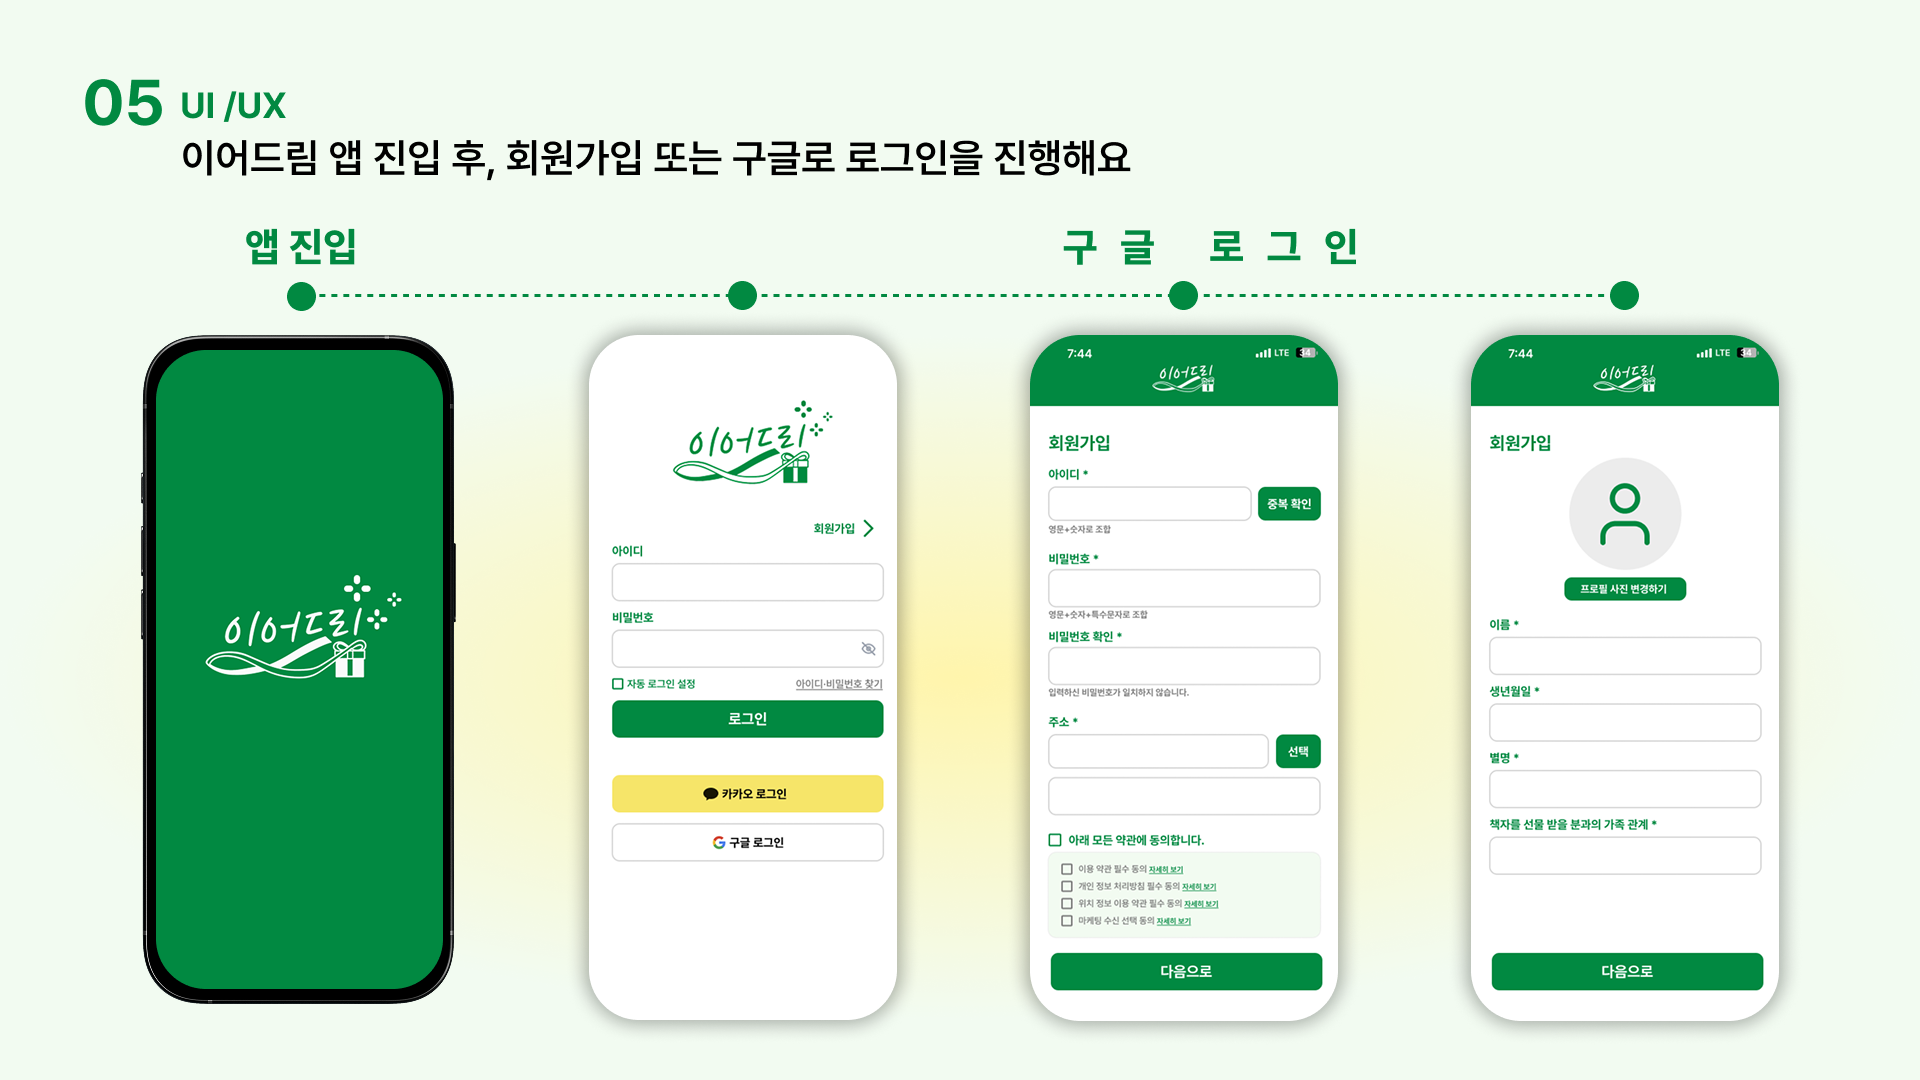 05 UI /UX
이어드림 앱 진입 후, 회원가입 또는 구글로 로그인을 진행해요
앱 진입
구 글 로 그 인
이어드리
이어드리
회원가입
아이디
비밀번호
자동 로그인 설정 아이디·비밀번호 찾기
로그인
카카오 로그인
구글 로그인
7:44 LTE 34
이어드리
회원가입
아이디 *
중복 확인
영문+숫자로 조합
비밀번호 *
영문+숫자+특수문자로 조합
비밀번호 확인 *
입력하신 비밀번호가 일치하지 않습니다.
주소 *
선택
아래 모든 약관에 동의합니다.
이용 약관 필수 동의 자세히 보기
개인 정보 처리방침 필수 동의 자세히 보기
위치 정보 이용 약관 필수 동의 자세히 보기
마케팅 수신 선택 동의 자세히 보기
다음으로
7:44 LTE 34
이어드리
회원가입
프로필 사진 변경하기
이름 *
생년월일 *
별명 *
책자를 선물 받을 분과의 가족 관계 *
다음으로